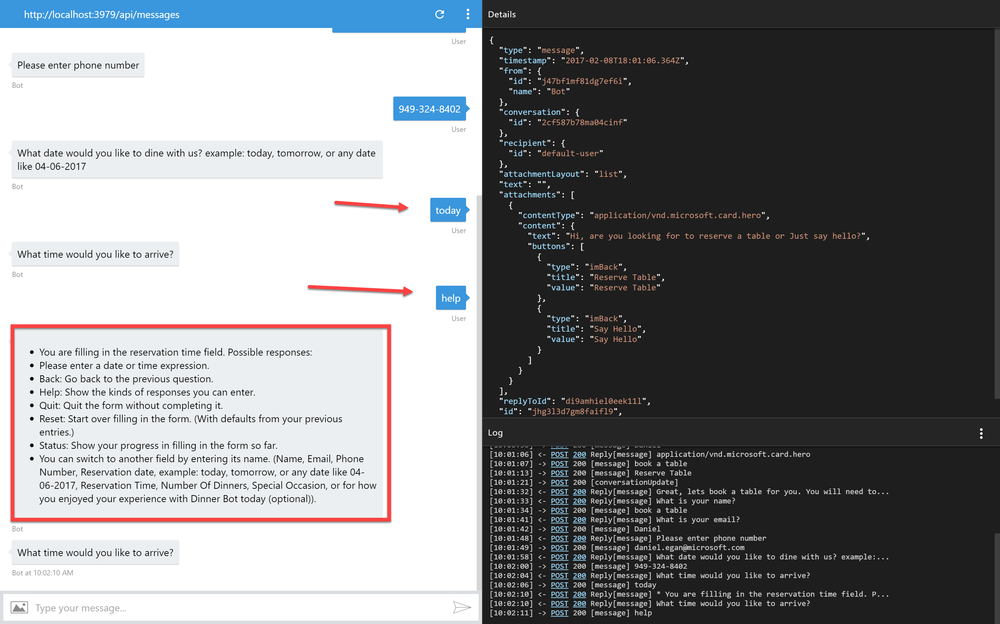 http://localhost:3979/api/messages
User
Please enter phone number
Bot
949-324-8402
User
What date would you like to dine with us? example: today, tomorrow, or any date
like 04-06-2017
Bot
today
User
What time would you like to arrive?
Bot
help
User
You are filling in the reservation time field. Possible responses:
Please enter a date or time expression.
Back: Go back to the previous question.
Help: Show the kinds of responses you can enter.
Quit: Quit the form without completing it.
Reset: Start over filling in the form. (With defaults from your previous
entries.)
Status: Show your progress in filling in the form so far.
You can switch to another field by entering its name. (Name, Email, Phone
Number, Reservation date, example: today, tomorrow, or any date like 04-
06-2017, Reservation Time, Number Of Dinners, Special Occasion, or for how
you enjoyed your experience with Dinner Bot today (optional)).
Bot
What time would you like to arrive?
Bot at 10:02:10 AM
Type your message...
Details
{
"type": "message",
"timestamp": "2017-02-08T18:01:06.364Z",
"from": {
"id": "j47bf1mf81dg7ef6i",
"name": "Bot"
},
"conversation": {
"id": "2cf587b78ma04cinf"
},
"recipient": {
"id": "default-user"
},
"attachmentLayout": "list",
"text": "",
"attachments": [
{
"contentType": "application/vnd.microsoft.card.hero",
"content": {
"text": "Hi, are you looking for to reserve a table or Just say hello?",
"buttons": [
{
"type": "imBack",
"title": "Reserve Table",
"value": "Reserve Table"
},
{
"type": "imBack",
"title": "Say Hello",
"value": "Say Hello"
}
]
}
}
],
"replyToId": "di9amhiel0eek11l",
"id": "jhg3l3d7gm8faifl9",
Log
[10:01:06] <- POST 200 Reply[message] application/vnd.microsoft.card.hero
[10:01:07] -> POST 200 [message] book a table
[10:01:13] -> POST 200 [message] Reserve Table
[10:01:21] -> POST 200 [conversationUpdate]
[10:01:32] <- POST 200 Reply[message] Great, lets book a table for you. You will need to...
[10:01:33] <- POST 200 Reply[message] What is your name?
[10:01:34] -> POST 200 [message] book a table
[10:01:41] <- POST 200 Reply[message] What is your email?
[10:01:42] -> POST 200 [message] Daniel
[10:01:48] <- POST 200 Reply[message] Please enter phone number
[10:01:49] -> POST 200 [message] daniel.egan@microsoft.com
[10:01:58] <- POST 200 Reply[message] What date would you like to dine with us? example:...
[10:02:00] -> POST 200 [message] 949-324-8402
[10:02:04] <- POST 200 Reply[message] What time would you like to arrive?
[10:02:06] -> POST 200 [message] today
[10:02:10] <- POST 200 Reply[message] * You are filling in the reservation time field. P...
[10:02:10] <- POST 200 Reply[message] What time would you like to arrive?
[10:02:11] -> POST 200 [message] help